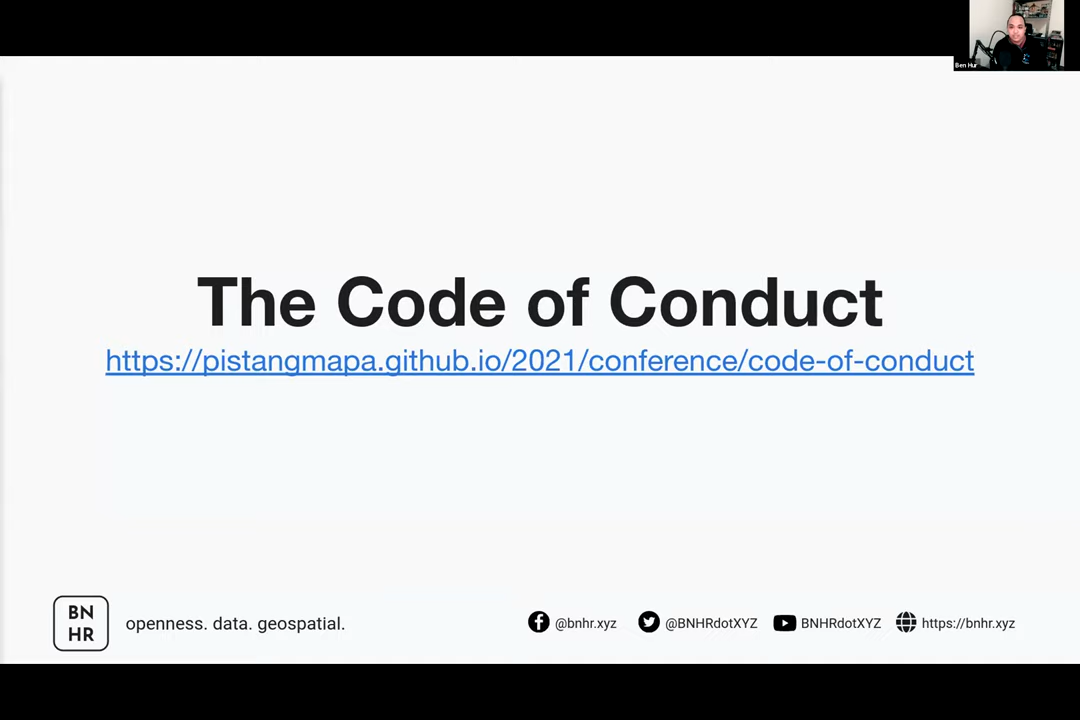 Ben Hur
The Code of Conduct
https://pistangmapa.github.io/2021/conference/code-of-conduct
BN
HR
openness. data. geospatial.
@bnhr.xyz
@BNHRdotXYZ
BNHRdotXYZ
https://bnhr.xyz